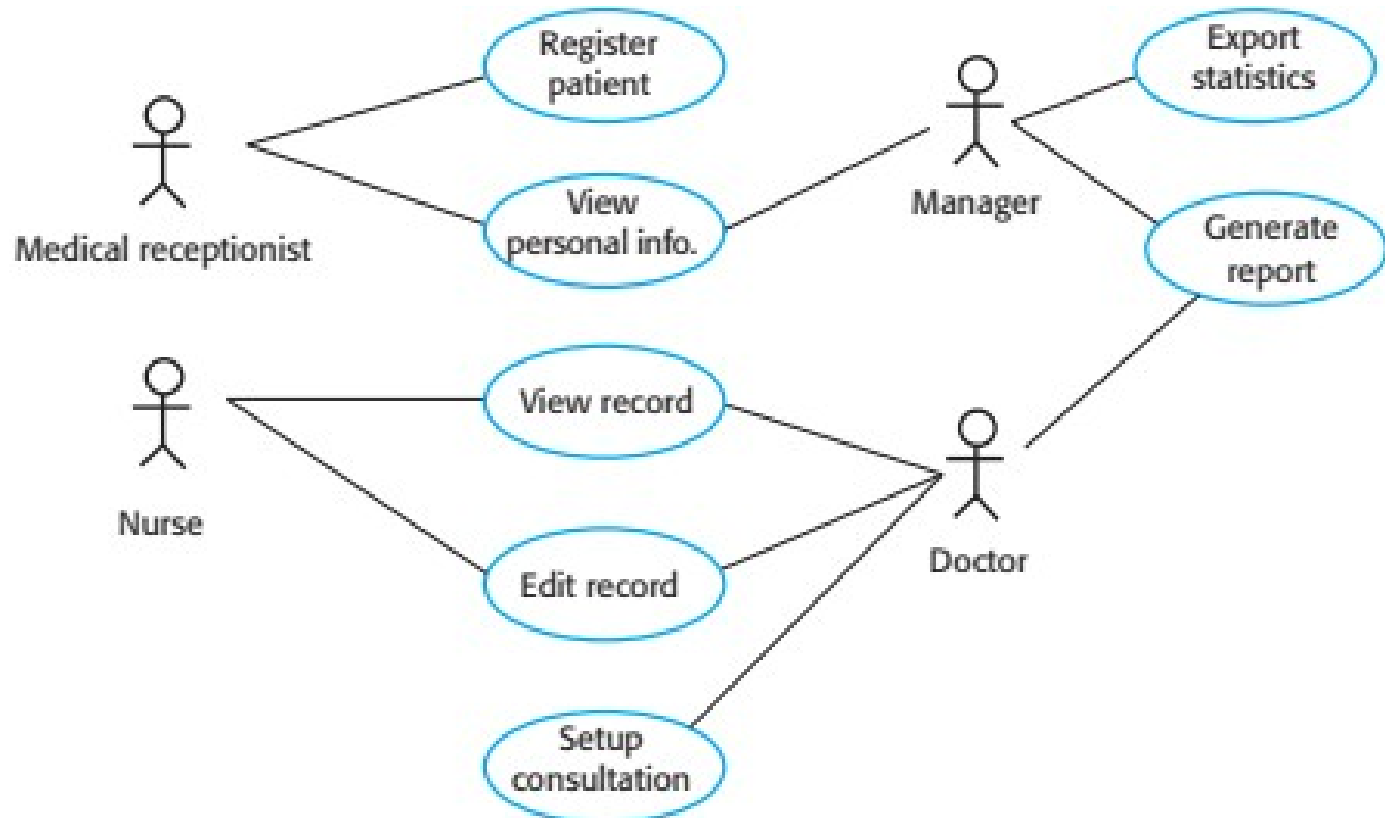 Register
patient
Export
statistics
Medical receptionist
View
personal info.
Manager
Generate
report
View record
Nurse
Edit record
Doctor
Setup
consultation